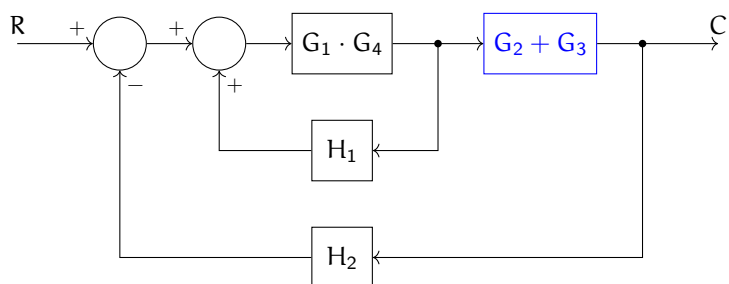 R
+
+
G₁ · G₄
G₂ + G₃
C
−
+
H₁
H₂